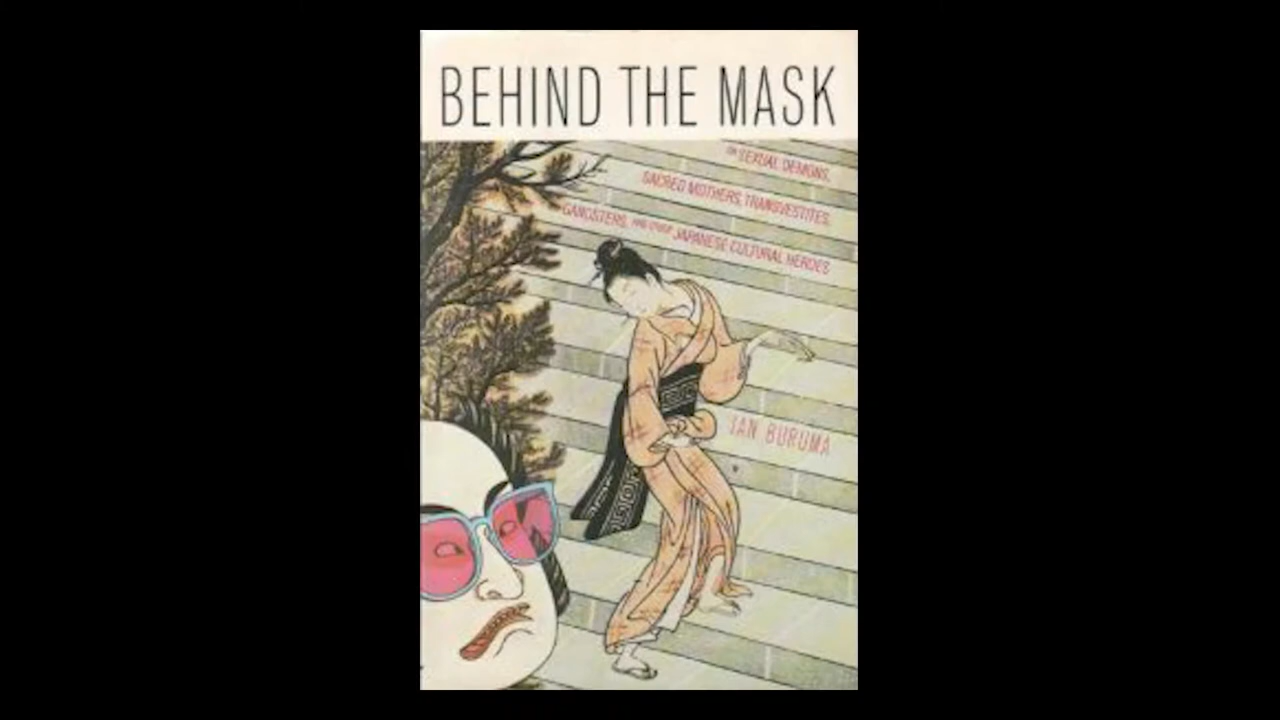 BEHIND THE MASK
ON SEXUAL DEMONS,
SACRED MOTHERS, TRANSVESTITES,
GANGSTERS, AND OTHER JAPANESE CULTURAL HEROES
IAN BURUMA